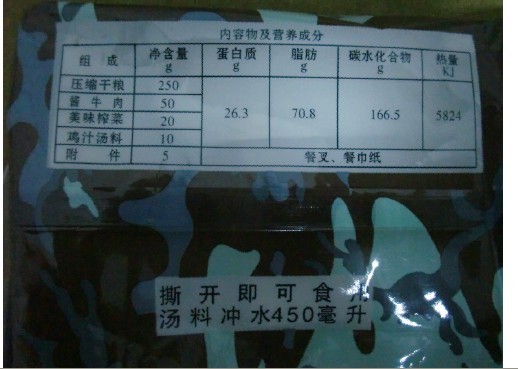 内容物及营养成分
组 成 净含量 g 蛋白质 g 脂肪 g 碳水化合物 g 热量 KJ
压缩干粮 250
酱牛肉 50
美味榨菜 20
鸡汁汤料 10
26.3 70.8 166.5 5824
附 件 5 餐叉、餐巾纸
撕开即可食用
汤料冲水450毫升